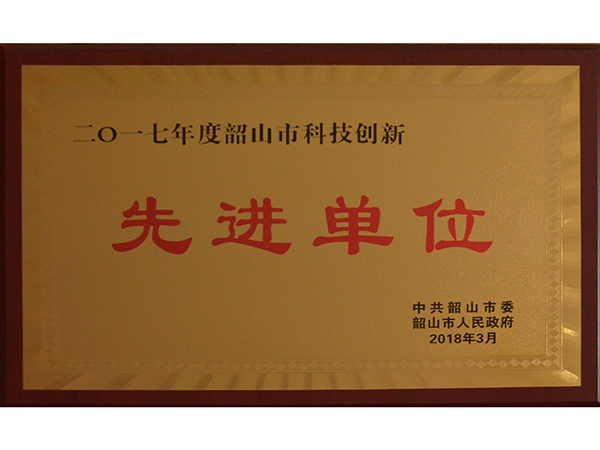 二〇一七年度韶山市科技创新
先进单位
中共韶山市委
韶山市人民政府
2018年3月